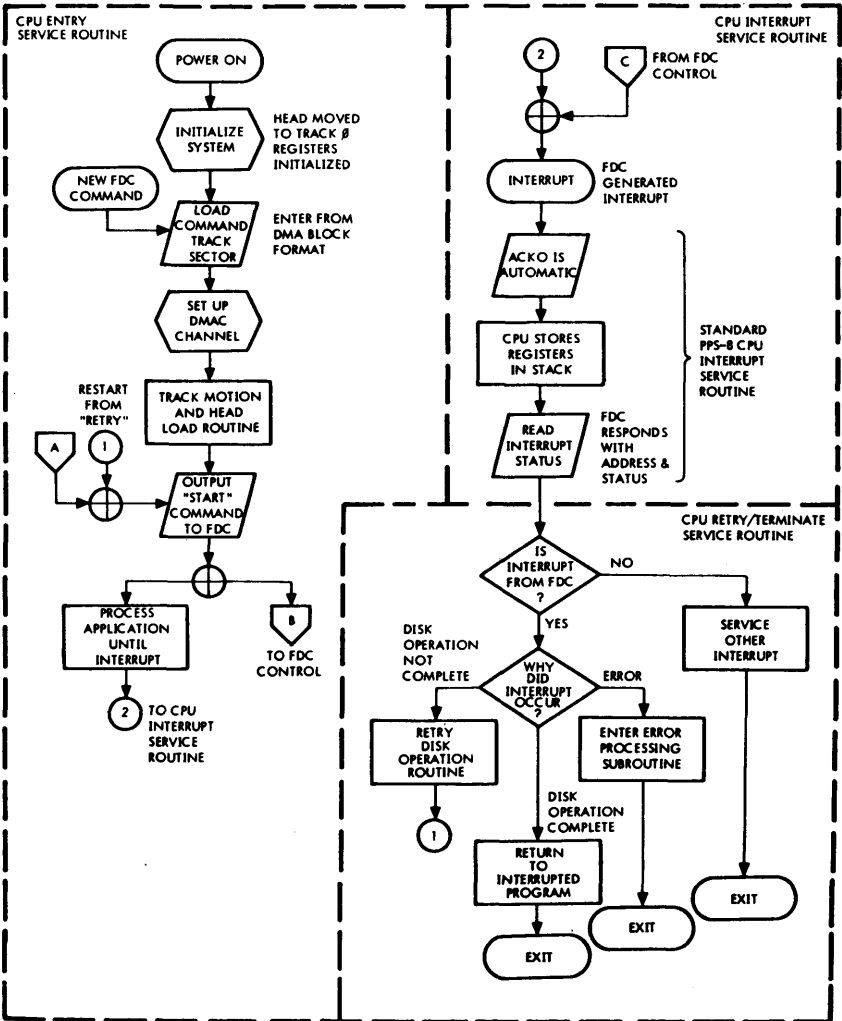 CPU ENTRY
SERVICE ROUTINE
POWER ON
INITIALIZE
SYSTEM
HEAD MOVED
TO TRACK Ø
REGISTERS
INITIALIZED
NEW FDC
COMMAND
LOAD
COMMAND
TRACK
SECTOR
ENTER FROM
DMA BLOCK
FORMAT
SET UP
DMAC
CHANNEL
TRACK MOTION
AND HEAD
LOAD ROUTINE
RESTART
FROM
"RETRY"
A
1
OUTPUT
"START"
COMMAND
TO FDC
PROCESS
APPLICATION
UNTIL
INTERRUPT
B
TO FDC
CONTROL
2
TO CPU
INTERRUPT
SERVICE
ROUTINE
CPU INTERRUPT
SERVICE ROUTINE
2
C
FROM FDC
CONTROL
INTERRUPT
FDC
GENERATED
INTERRUPT
ACKO IS
AUTOMATIC
CPU STORES
REGISTERS
IN STACK
READ
INTERRUPT
STATUS
FDC
RESPONDS
WITH
ADDRESS &
STATUS
STANDARD
PPS-8 CPU
INTERRUPT
SERVICE
ROUTINE
CPU RETRY/TERMINATE
SERVICE ROUTINE
IS
INTERRUPT
FROM FDC
?
NO
YES
SERVICE
OTHER
INTERRUPT
DISK
OPERATION
NOT
COMPLETE
WHY
DID
INTERRUPT
OCCUR
?
ERROR
RETRY
DISK
OPERATION
ROUTINE
ENTER ERROR
PROCESSING
SUBROUTINE
1
DISK
OPERATION
COMPLETE
RETURN
TO
INTERRUPTED
PROGRAM
EXIT
EXIT
EXIT